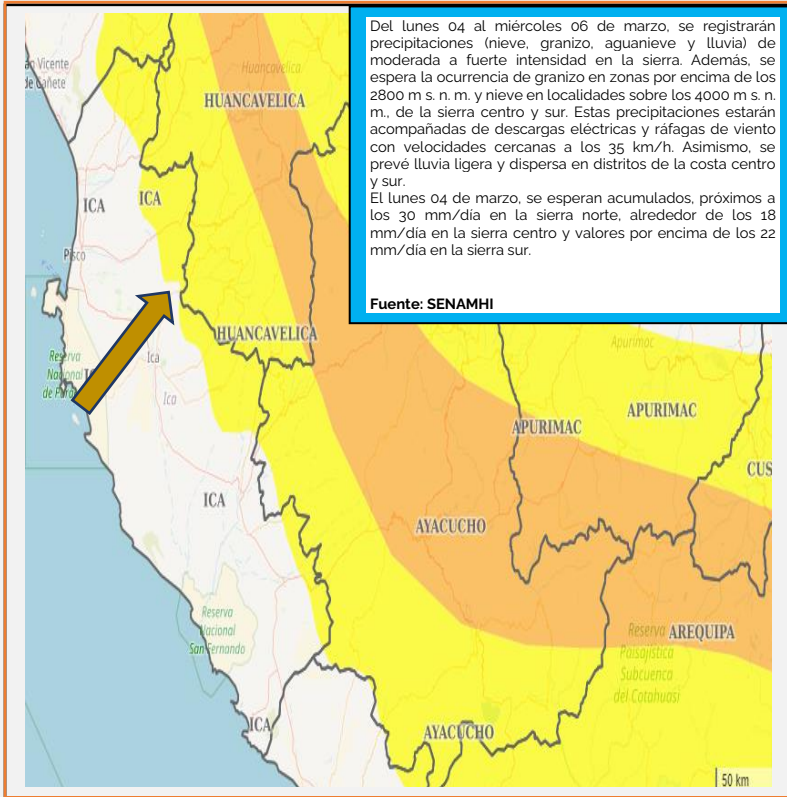 Del lunes 04 al miércoles 06 de marzo, se registrarán
precipitaciones (nieve, granizo, aguanieve y lluvia) de
moderada a fuerte intensidad en la sierra. Además, se
espera la ocurrencia de granizo en zonas por encima de los
2800 m s. n. m. y nieve en localidades sobre los 4000 m s. n.
m., de la sierra centro y sur. Estas precipitaciones estarán
acompañadas de descargas eléctricas y ráfagas de viento
con velocidades cercanas a los 35 km/h. Asimismo, se
prevé lluvia ligera y dispersa en distritos de la costa centro
y sur.
El lunes 04 de marzo, se esperan acumulados, próximos a
los 30 mm/día en la sierra norte, alrededor de los 18
mm/día en la sierra centro y valores por encima de los 22
mm/día en la sierra sur.
Fuente: SENAMHI
Vicente
de Cañete
Huancavelica
HUANCAVELICA
ICA
ICA
Pisco
HUANCAVELICA
Apurimac
Reserva
Ica
Ica
APURIMAC
APURIMAC
CUS
ICA
AYACUCHO
Reserva
Nacional
San Fernando
Reserva
Paisajística
Subcuenca
del Cotahuasi
AREQUIPA
ICA
AYACUCHO
50 km